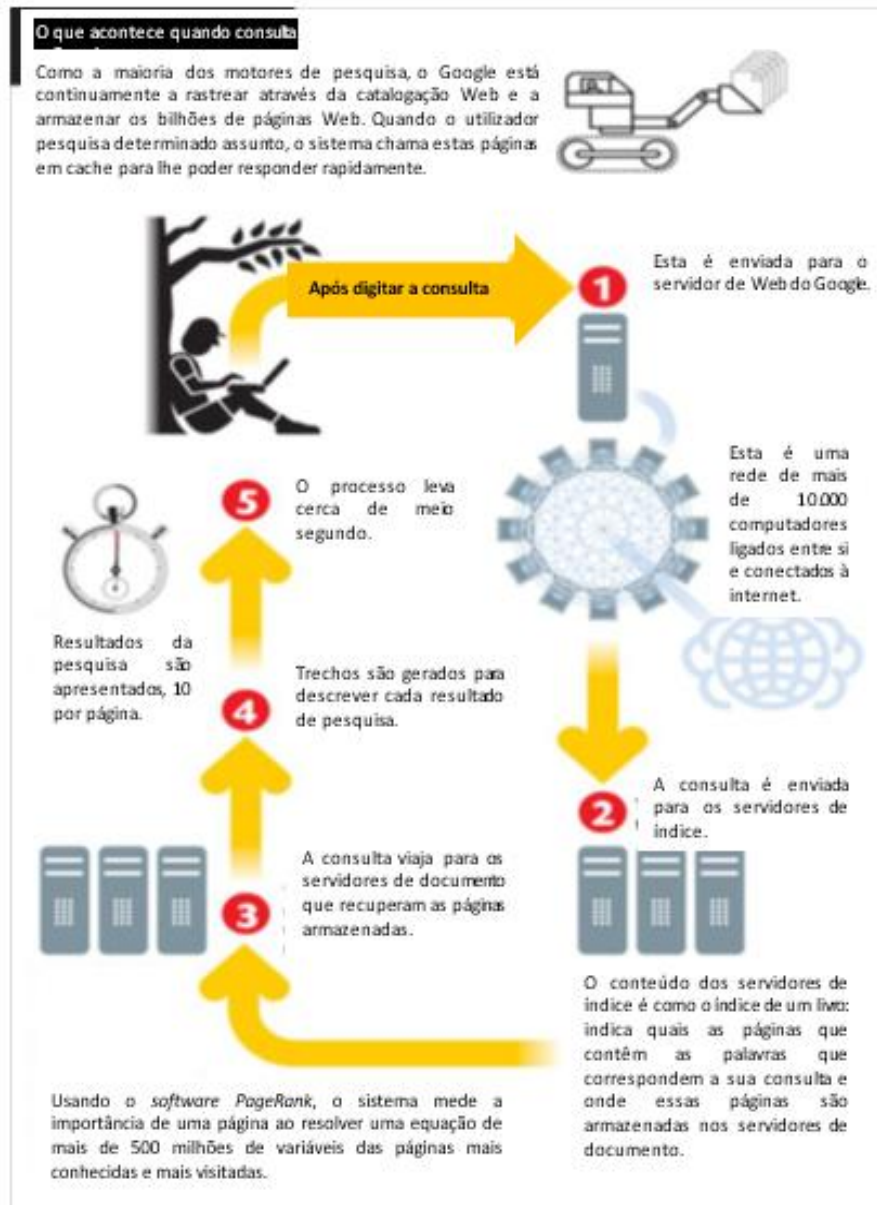 O que acontece quando consulta
Como a maioria dos motores de pesquisa, o Google está
continuamente a rastrear através da catalogação Web e a
armazenar os bilhões de páginas Web. Quando o utilizador
pesquisa determinado assunto, o sistema chama estas páginas
em cache para lhe poder responder rapidamente.
Após digitar a consulta
1
Esta é enviada para o
servidor de Web do Google.
Esta é uma
rede de mais
de 10.000
computadores
ligados entre si
e conectados à
internet.
2
A consulta é enviada
para os servidores de
índice.
O conteúdo dos servidores de
índice é como o índice de um livro:
indica quais as páginas que
contêm as palavras que
correspondem a sua consulta e
onde essas páginas são
armazenadas nos servidores de
documento.
Usando o software PageRank, o sistema mede a
importância de uma página ao resolver uma equação de
mais de 500 milhões de variáveis das páginas mais
conhecidas e mais visitadas.
3
A consulta viaja para os
servidores de documento
que recuperam as páginas
armazenadas.
4
Trechos são gerados para
descrever cada resultado
de pesquisa.
5
O processo leva
cerca de meio
segundo.
Resultados da
pesquisa são
apresentados, 10
por página.